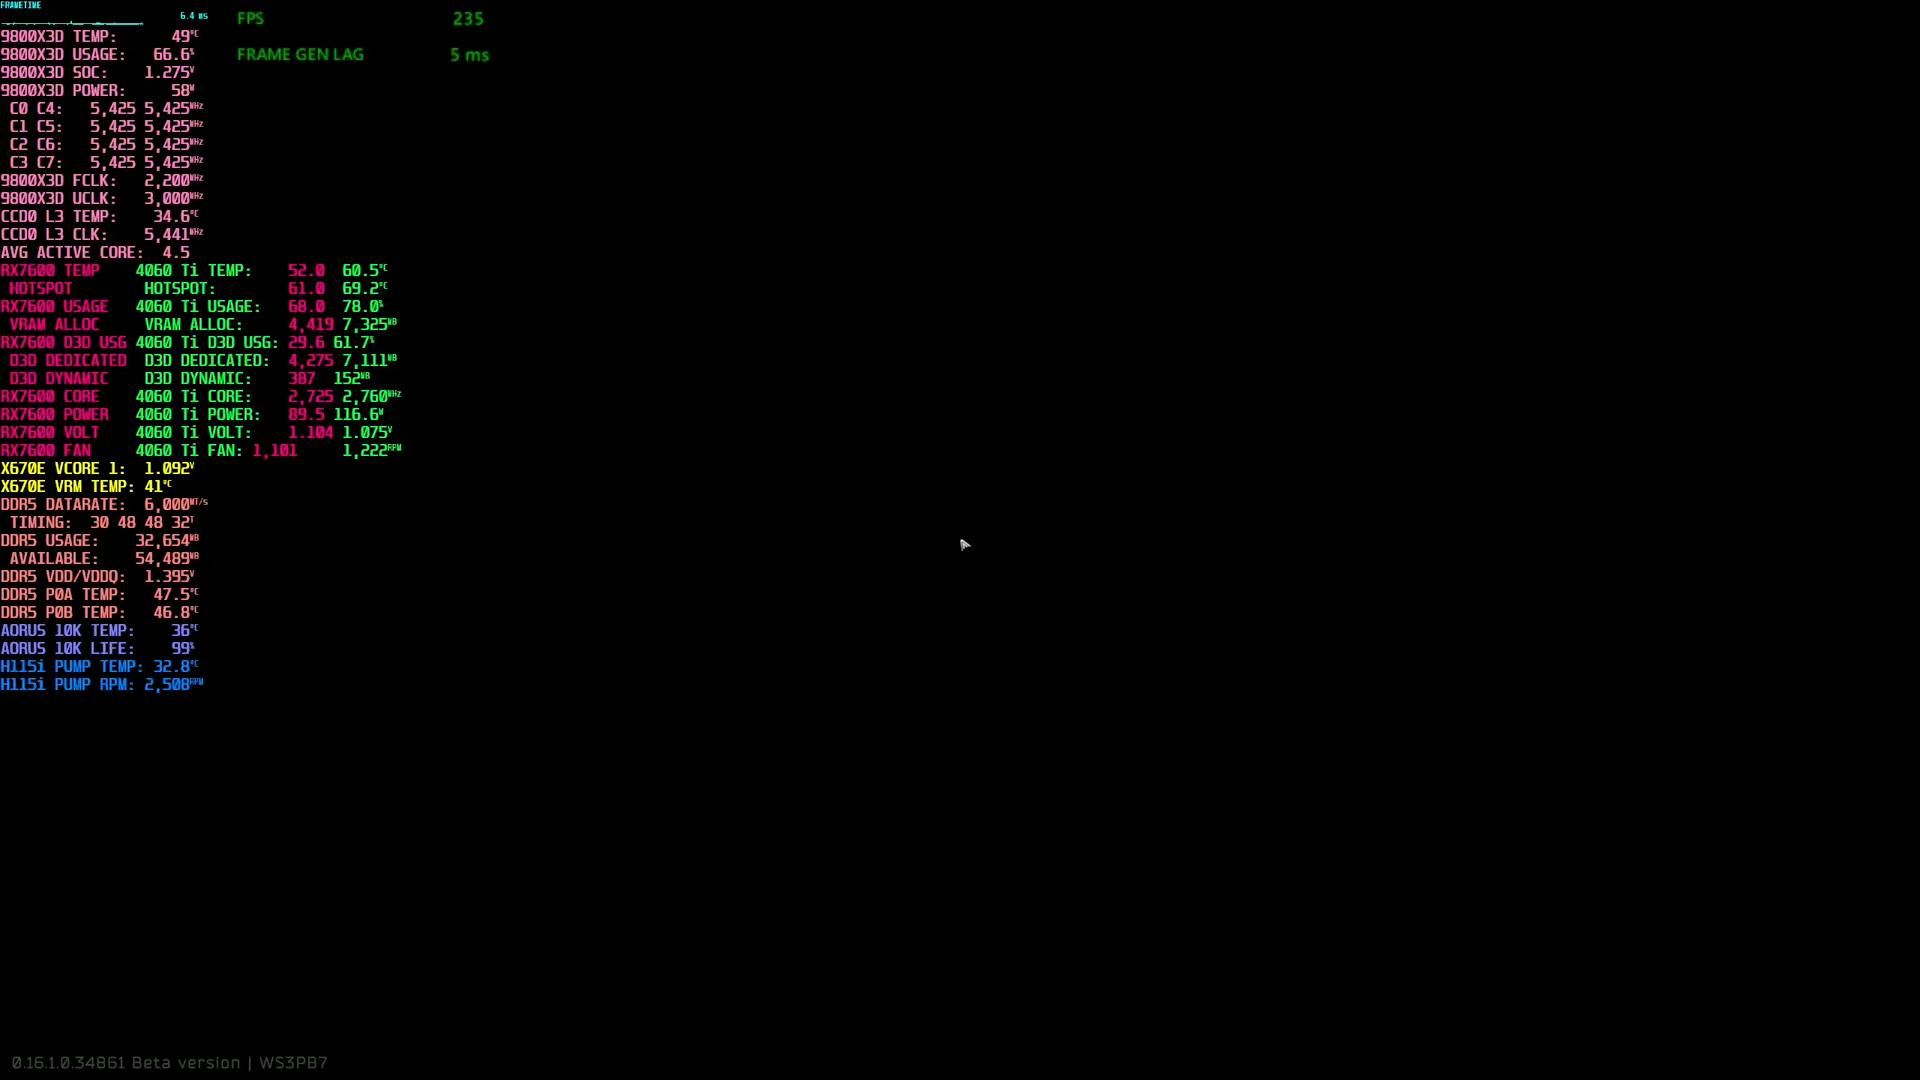 FRAMETIME
6.4 ms
FPS 235
9800X3D TEMP: 49°C
9800X3D USAGE: 66.6%
FRAME GEN LAG 5 ms
9800X3D SOC: 1.275V
9800X3D POWER: 58W
C0 C4: 5,425 5,425MHz
C1 C5: 5,425 5,425MHz
C2 C6: 5,425 5,425MHz
C3 C7: 5,425 5,425MHz
9800X3D FCLK: 2,200MHz
9800X3D UCLK: 3,000MHz
CCD0 L3 TEMP: 34.6°C
CCD0 L3 CLK: 5,441MHz
AVG ACTIVE CORE: 4.5
RX7600 TEMP 4060 Ti TEMP: 52.0 60.5°C
HOTSPOT HOTSPOT: 61.0 69.2°C
RX7600 USAGE 4060 Ti USAGE: 68.0 78.0%
VRAM ALLOC VRAM ALLOC: 4,419 7,325MB
RX7600 D3D USG 4060 Ti D3D USG: 29.6 61.7%
D3D DEDICATED D3D DEDICATED: 4,275 7,111MB
D3D DYNAMIC D3D DYNAMIC: 387 152MB
RX7600 CORE 4060 Ti CORE: 2,725 2,760MHz
RX7600 POWER 4060 Ti POWER: 89.5 116.6W
RX7600 VOLT 4060 Ti VOLT: 1.104 1.075V
RX7600 FAN 4060 Ti FAN: 1,101 1,222RPM
X670E VCORE 1: 1.092V
X670E VRM TEMP: 41°C
DDR5 DATARATE: 6,000MT/s
TIMING: 30 48 48 32T
DDR5 USAGE: 32,654MB
AVAILABLE: 54,489MB
DDR5 VDD/VDDQ: 1.395V
DDR5 P0A TEMP: 47.5°C
DDR5 P0B TEMP: 46.8°C
AORUS 10K TEMP: 36°C
AORUS 10K LIFE: 99%
H115i PUMP TEMP: 32.8°C
H115i PUMP RPM: 2,508RPM
0.16.1.0.34861 Beta version | WS3PB7